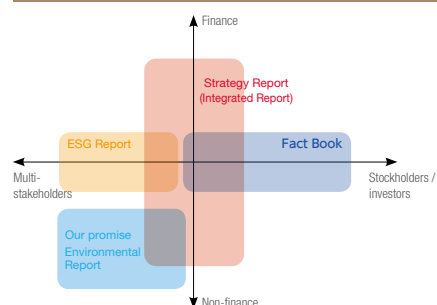 Finance
Strategy Report
(Integrated Report)
ESG Report
Fact Book
Multi-
stakeholders
Stockholders /
investors
Our promise
Environmental
Report
Non-finance